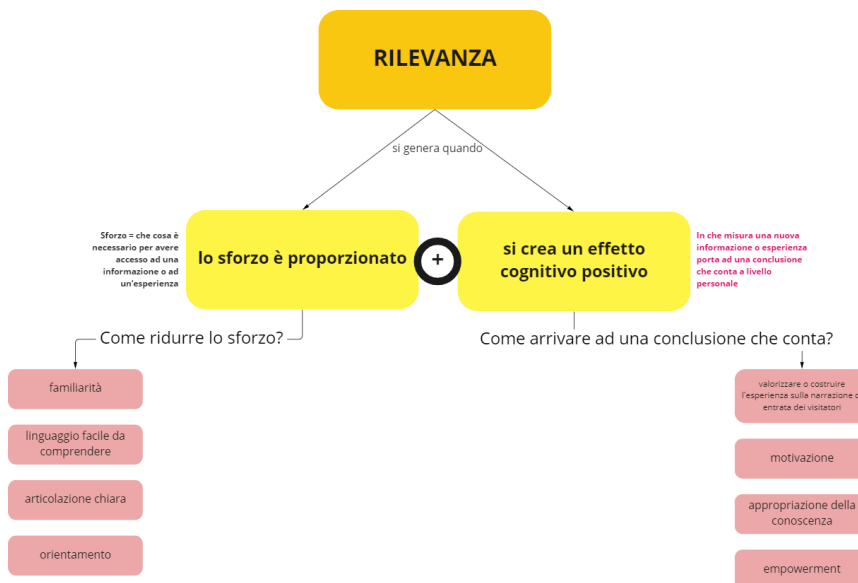 RILEVANZA
si genera quando
Sforzo = che cosa è
necessario per avere
accesso ad una
informazione o ad
un'esperienza
lo sforzo è proporzionato
+
si crea un effetto
cognitivo positivo
In che misura una nuova
informazione o esperienza
porta ad una conclusione
che conta a livello
personale
Come ridurre lo sforzo?
familiarità
linguaggio facile da
comprendere
articolazione chiara
orientamento
Come arrivare ad una conclusione che conta?
valorizzare o costruire
l'esperienza sulla narrazione
entrata dei visitatori
motivazione
appropriazione della
conoscenza
empowerment